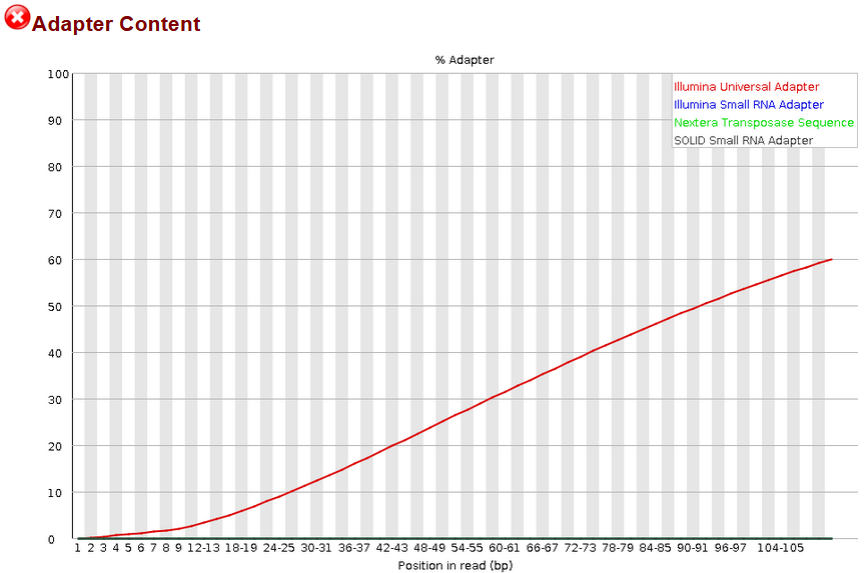 Adapter Content
% Adapter
Illumina Universal Adapter
Illumina Small RNA Adapter
Nextera Transposase Sequence
SOLID Small RNA Adapter
100
90
80
70
60
50
40
30
20
10
0
1 2 3 4 5 6 7 8 9 12-13 18-19 24-25 30-31 36-37 42-43 48-49 54-55 60-61 66-67 72-73 78-79 84-85 90-91 96-97 104-105
Position in read (bp)